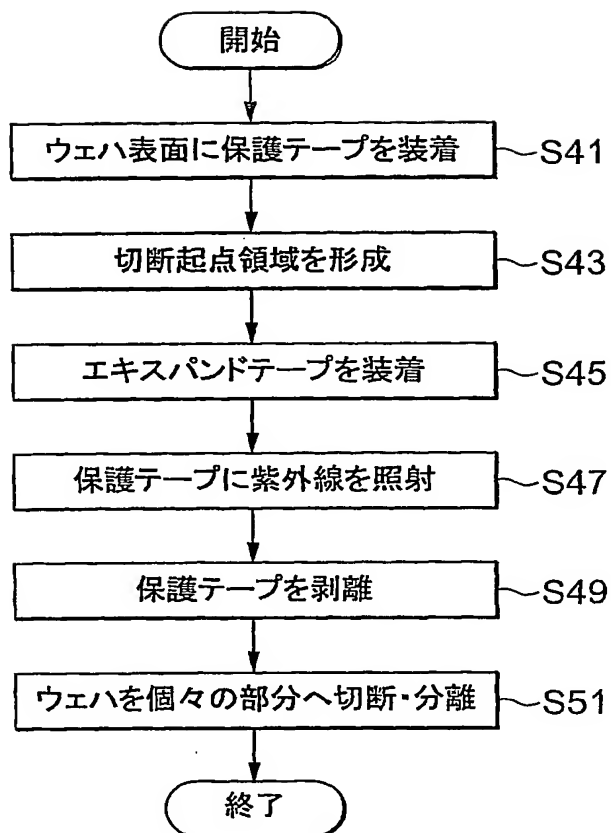 開始
ウェハ表面に保護テープを装着 S41
切断起点領域を形成 S43
エキスパンドテープを装着 S45
保護テープに紫外線を照射 S47
保護テープを剥離 S49
ウェハを個々の部分へ切断・分離 S51
終了